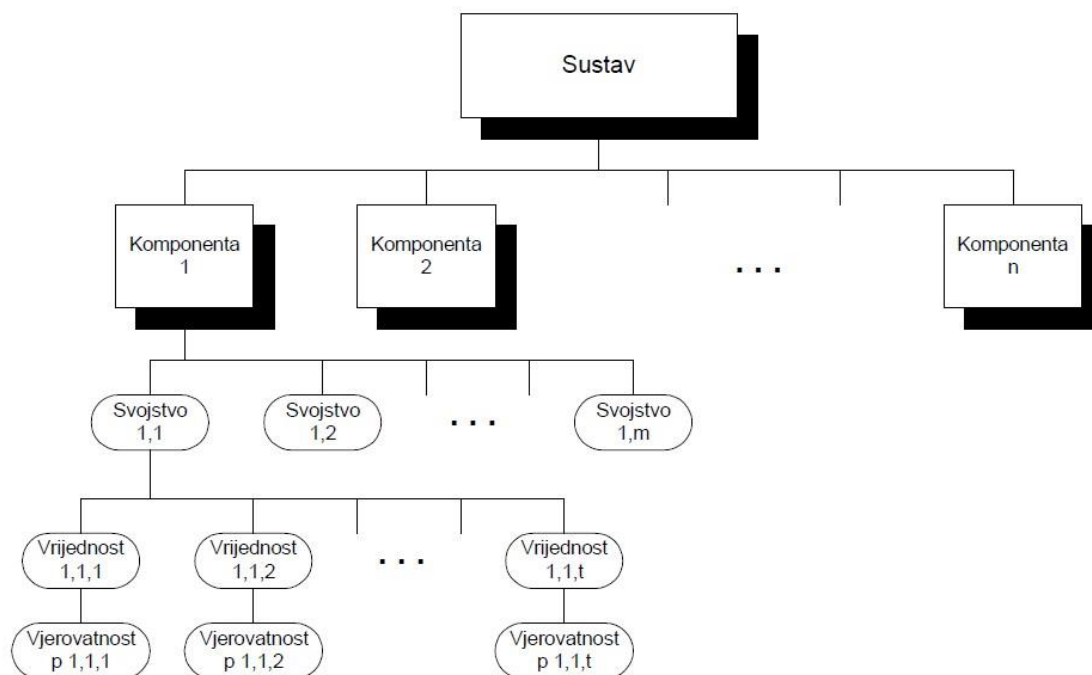 Sustav
Komponenta
1
Komponenta
2
. . .
Komponenta
n
Svojstvo
1,1
Svojstvo
1,2
. . .
Svojstvo
1,m
Vrijednost
1,1,1
Vrijednost
1,1,2
. . .
Vrijednost
1,1,t
Vjerovatnost
p 1,1,1
Vjerovatnost
p 1,1,2
Vjerovatnost
p 1,1,t